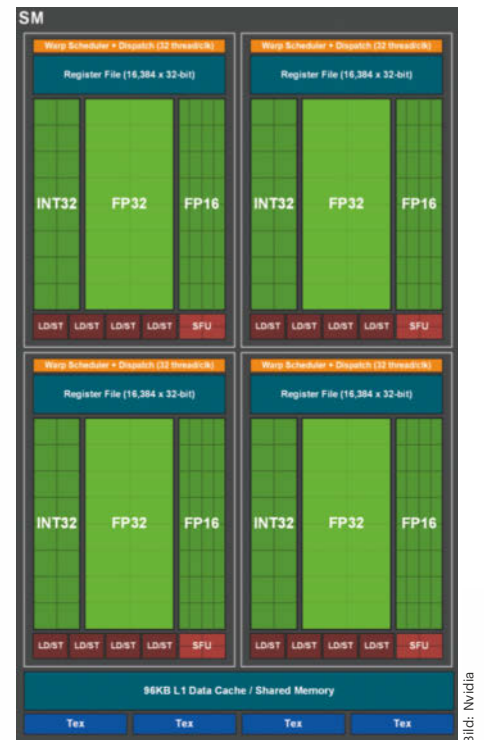 SM
Warp Scheduler + Dispatch (32 thread/clk)
Warp Scheduler + Dispatch (32 thread/clk)
Register File (16,384 x 32-bit)
Register File (16,384 x 32-bit)
INT32 FP32 FP16
INT32 FP32 FP16
LD/ST LD/ST LD/ST LD/ST SFU
LD/ST LD/ST LD/ST LD/ST SFU
Warp Scheduler + Dispatch (32 thread/clk)
Warp Scheduler + Dispatch (32 thread/clk)
Register File (16,384 x 32-bit)
Register File (16,384 x 32-bit)
INT32 FP32 FP16
INT32 FP32 FP16
LD/ST LD/ST LD/ST LD/ST SFU
LD/ST LD/ST LD/ST LD/ST SFU
96KB L1 Data Cache / Shared Memory
Tex Tex Tex Tex
Bild: Nvidia